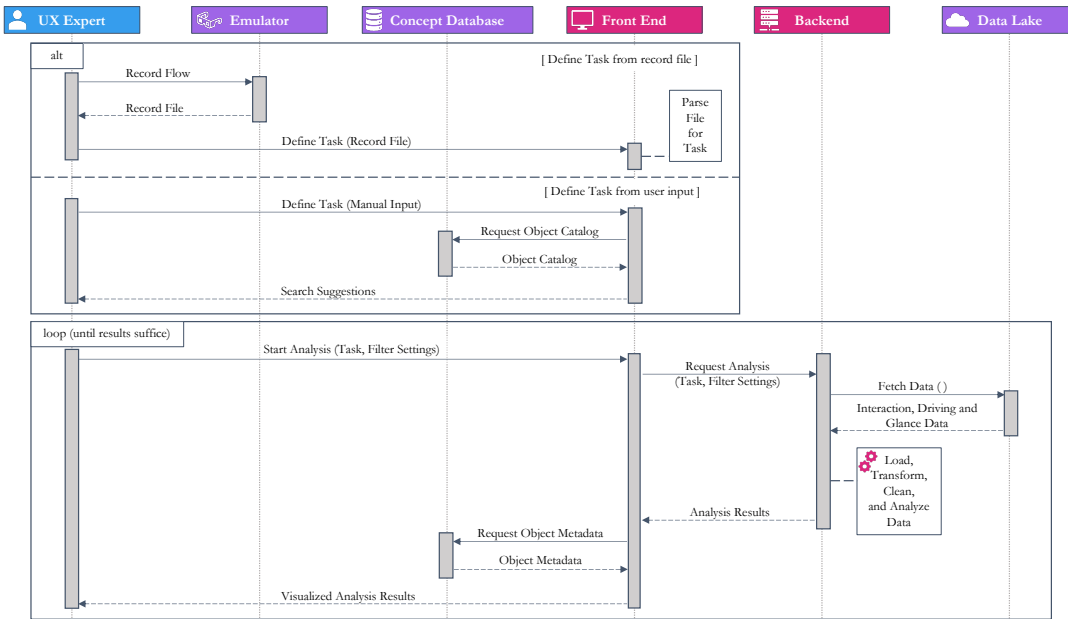 UX Expert
Emulator
Concept Database
Front End
Backend
Data Lake
alt
[ Define Task from record file ]
Record Flow
Record File
Parse
File
for
Task
Define Task (Record File)
[ Define Task from user input ]
Define Task (Manual Input)
Request Object Catalog
Object Catalog
Search Suggestions
loop (until results suffice)
Start Analysis (Task, Filter Settings)
Request Analysis
(Task, Filter Settings)
Fetch Data ( )
Interaction, Driving and
Glance Data
Load,
Transform,
Clean,
and Analyze
Data
Analysis Results
Request Object Metadata
Object Metadata
Visualized Analysis Results